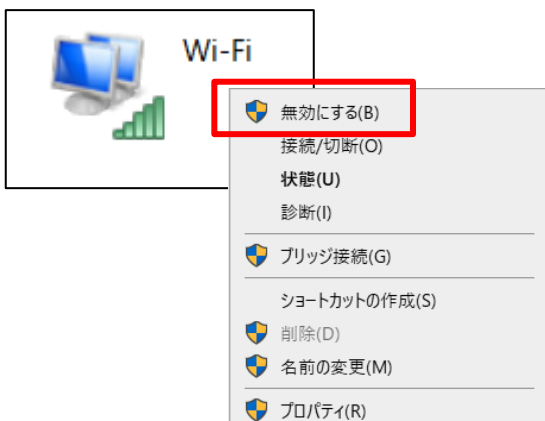 Wi-Fi
無効にする(B)
接続/切断(O)
状態(U)
診断(I)
ブリッジ接続(G)
ショートカットの作成(S)
削除(D)
名前の変更(M)
プロパティ(R)